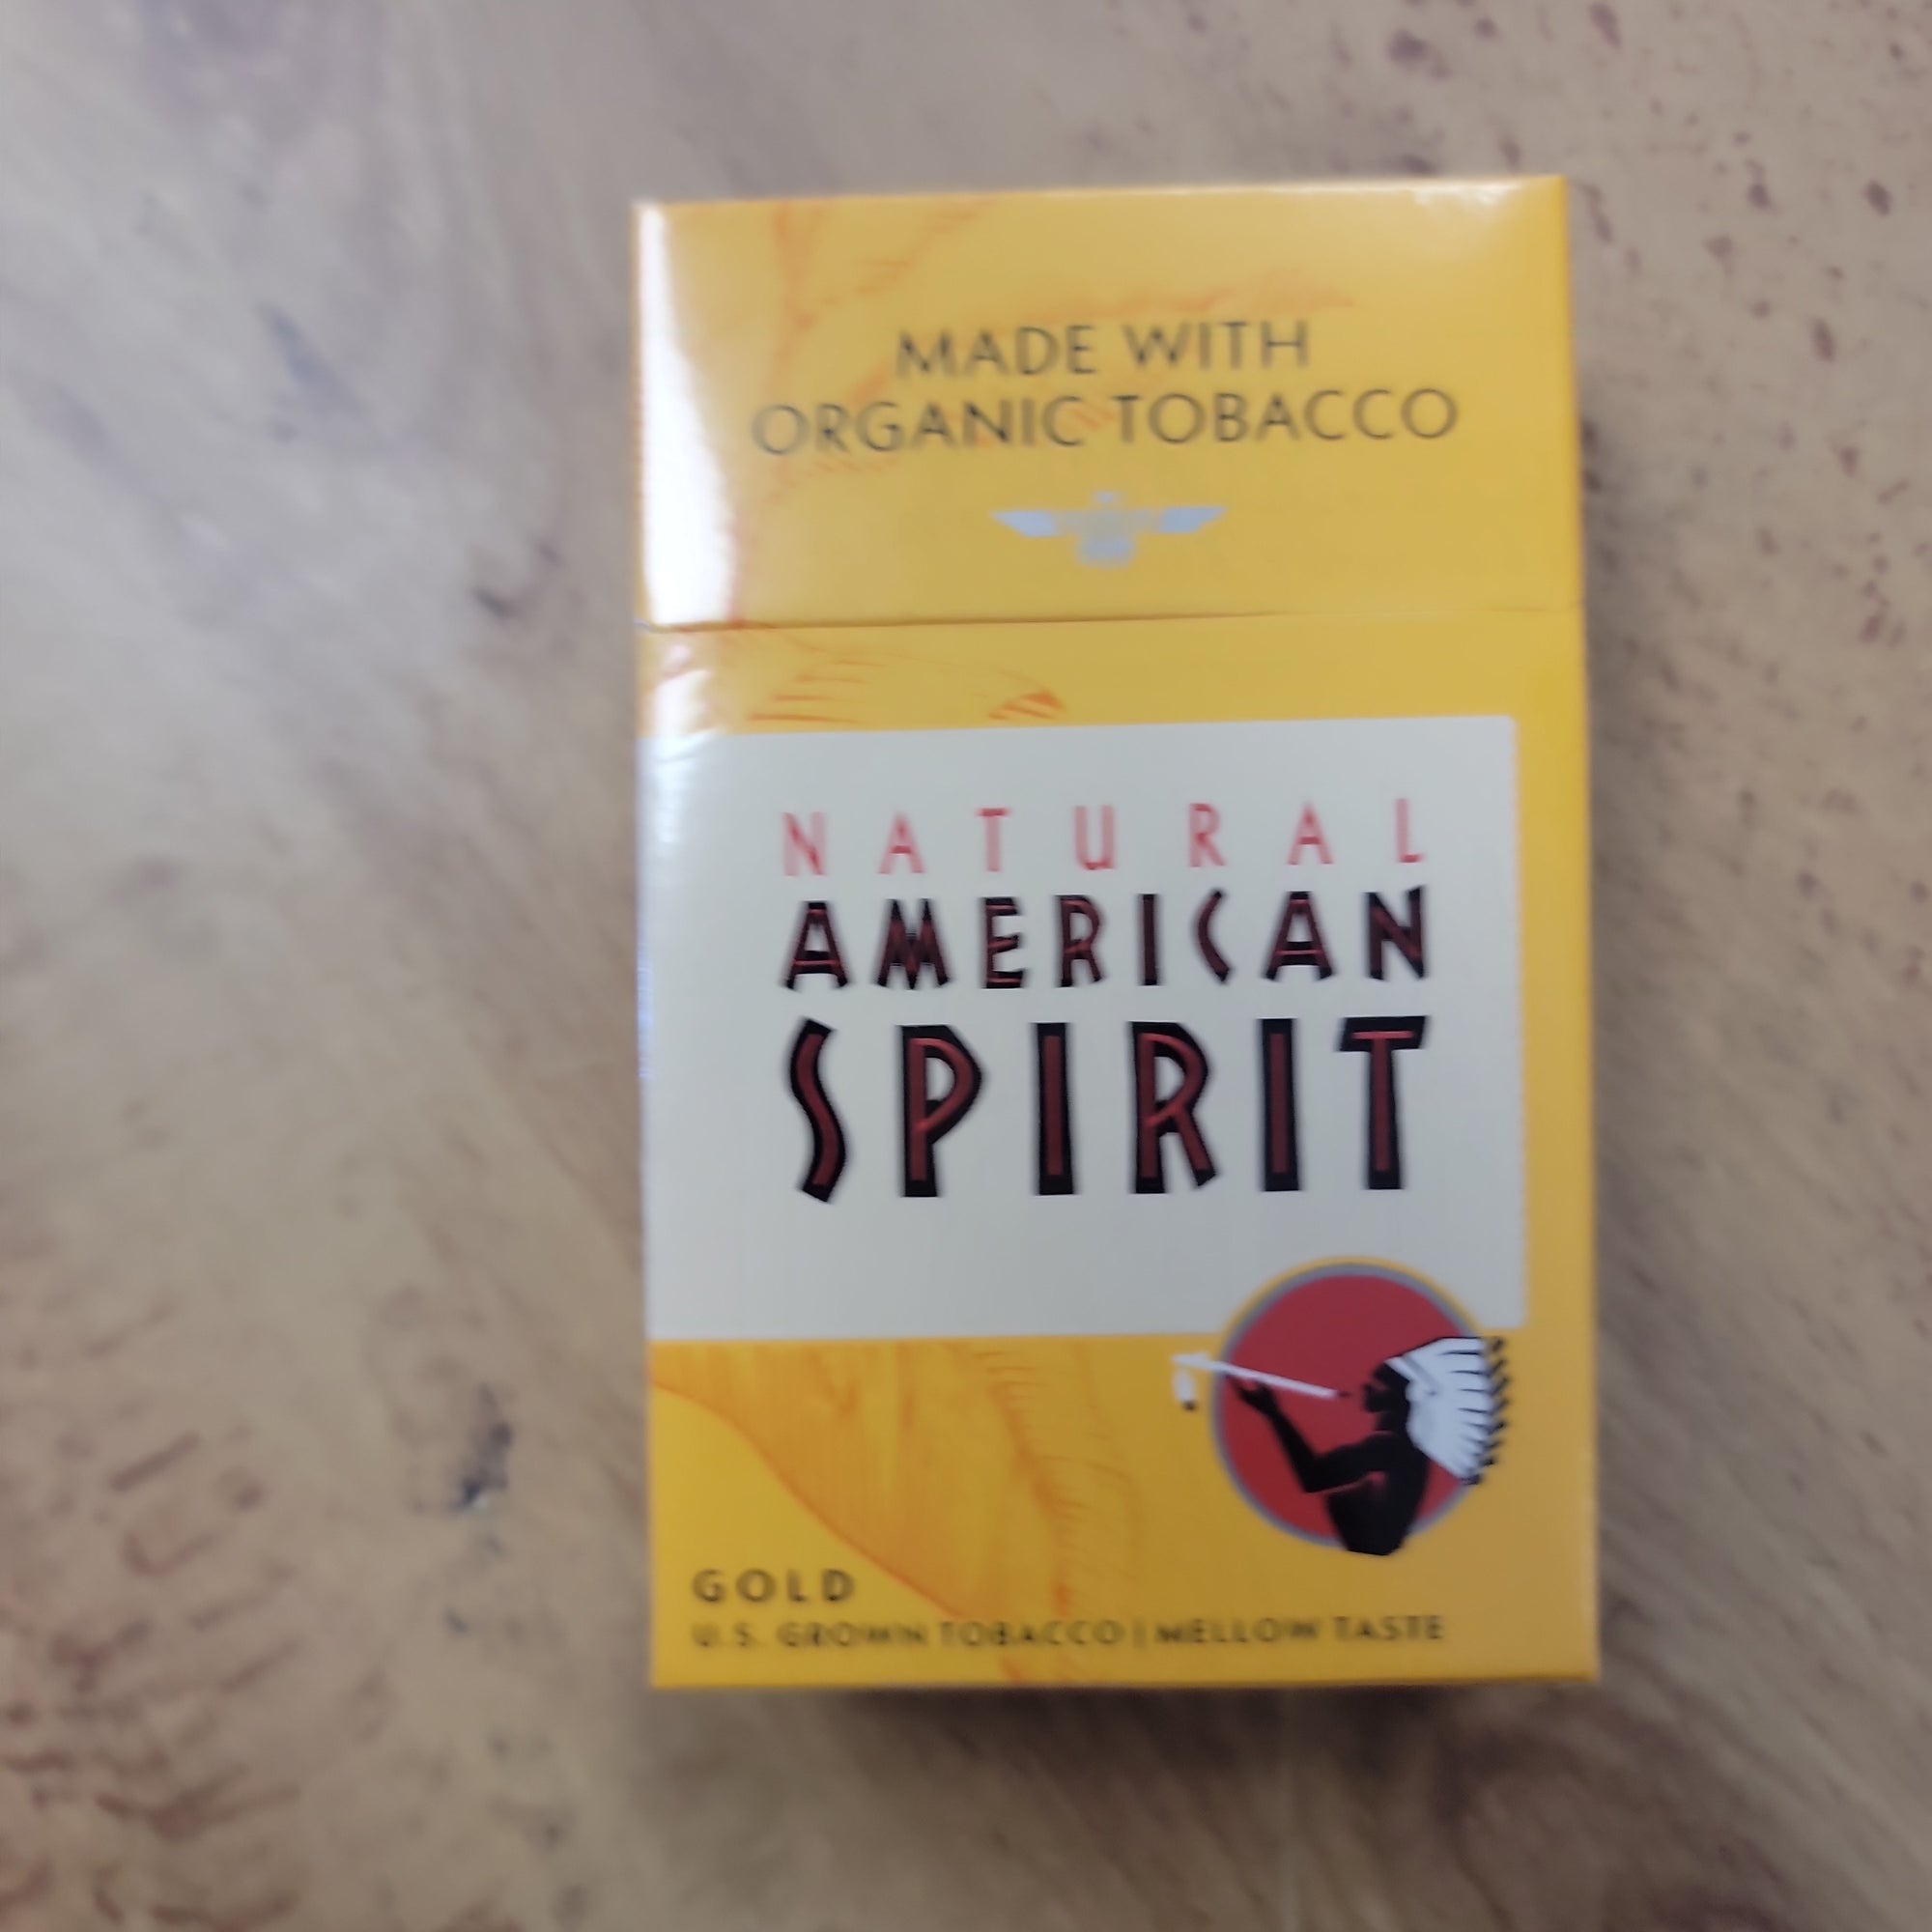 MADE WITH
ORGANIC TOBACCO
NATURAL
AMERICAN
SPIRIT
GOLD
U.S. GROWN TOBACCO | MELLOW TASTE